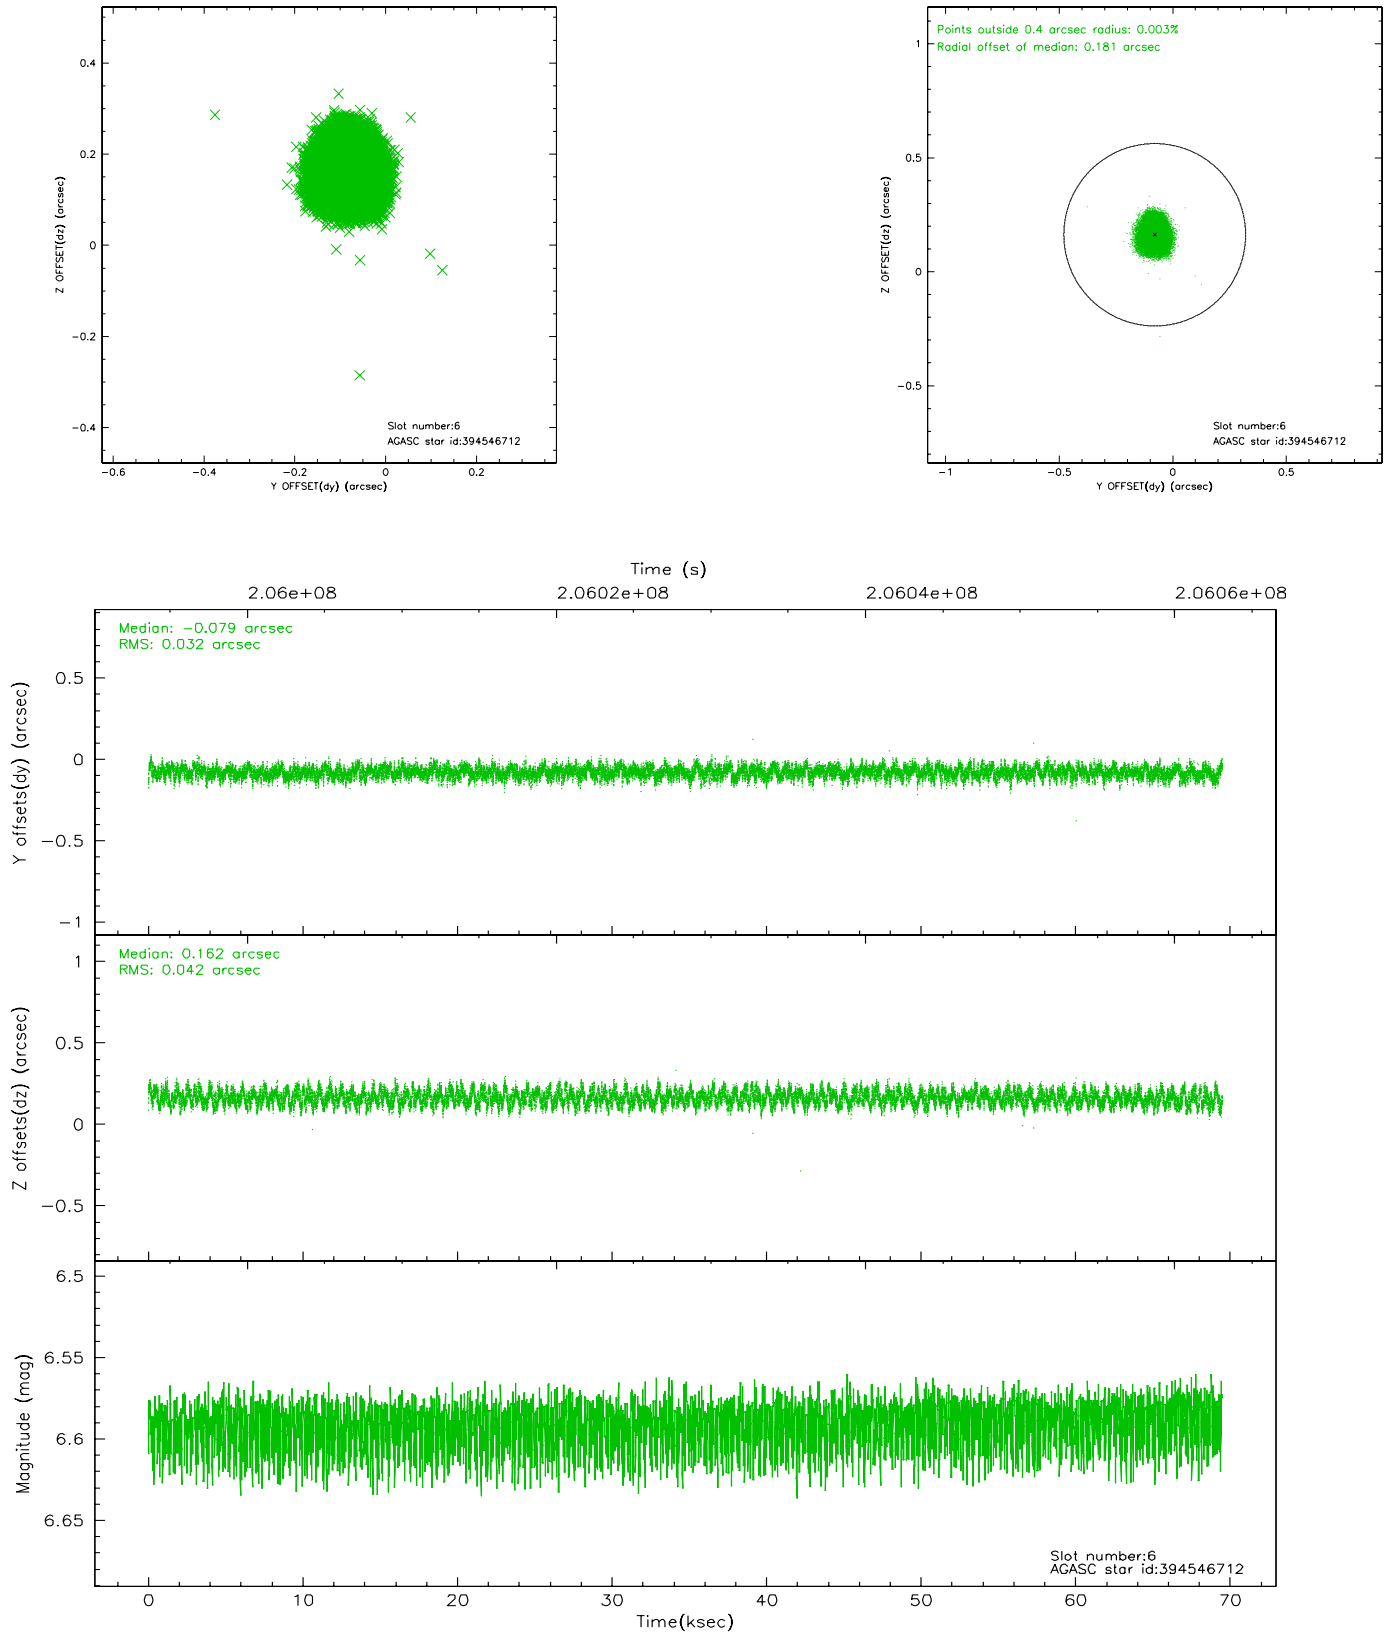 0.4
0.2
0
−0.2
−0.4
Z OFFSET(dz) (arcsec)
Slot number:6
AGASC star id:394546712
−0.6 −0.4 −0.2 0 0.2
Y OFFSET(dy) (arcsec)
Points outside 0.4 arcsec radius: 0.003%
Radial offset of median: 0.181 arcsec
1
0.5
0
−0.5
Z OFFSET(dz) (arcsec)
Slot number:6
AGASC star id:394546712
−1 −0.5 0 0.5
Y OFFSET(dy) (arcsec)
Time (s)
2.06e+08 2.0602e+08 2.0604e+08 2.0606e+08
Median: −0.079 arcsec
RMS: 0.032 arcsec
0.5
0
−0.5
−1
Y offsets(dy) (arcsec)
Median: 0.162 arcsec
RMS: 0.042 arcsec
1
0.5
0
−0.5
Z offsets(dz) (arcsec)
6.5
6.55
6.6
6.65
Magnitude (mag)
Slot number:6
AGASC star id:394546712
0 10 20 30 40 50 60 70
Time(ksec)